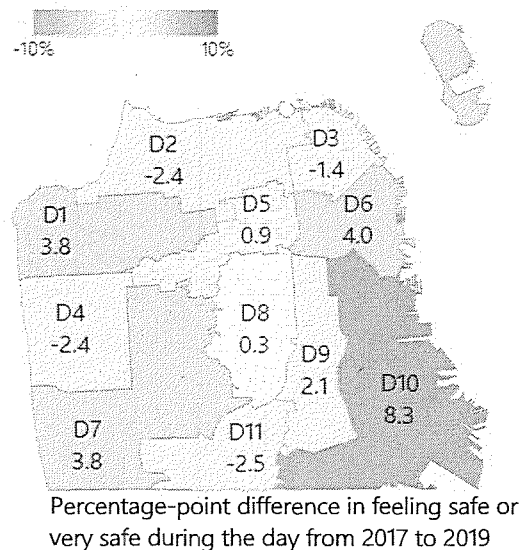 -10% 10%
D2
-2.4
D3
-1.4
D1
3.8
D5
0.9
D6
4.0
D4
-2.4
D8
0.3
D9
2.1
D10
8.3
D7
3.8
D11
-2.5
Percentage-point difference in feeling safe or
very safe during the day from 2017 to 2019